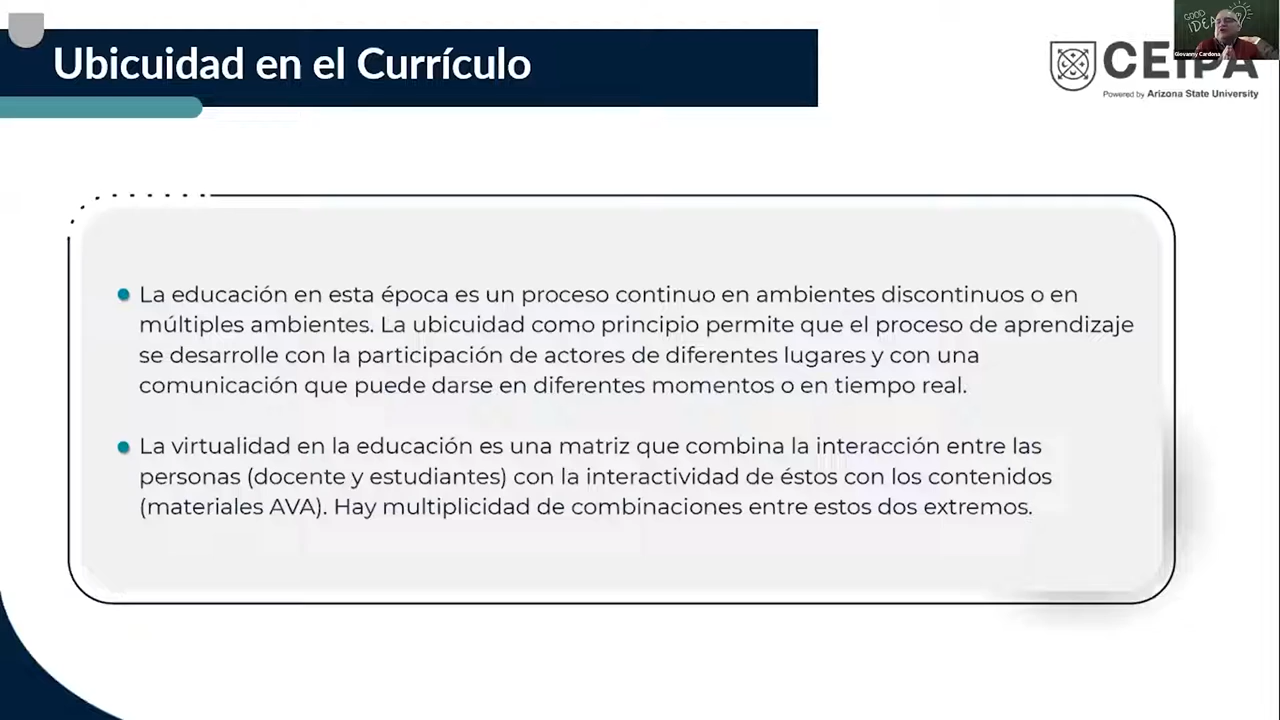 Ubicuidad en el Currículo
GOOD
IDEA
Giovanny Cardona
CEIPA
Powered by Arizona State University
La educación en esta época es un proceso continuo en ambientes discontinuos o en
múltiples ambientes. La ubicuidad como principio permite que el proceso de aprendizaje
se desarrolle con la participación de actores de diferentes lugares y con una
comunicación que puede darse en diferentes momentos o en tiempo real.
La virtualidad en la educación es una matriz que combina la interacción entre las
personas (docente y estudiantes) con la interactividad de éstos con los contenidos
(materiales AVA). Hay multiplicidad de combinaciones entre estos dos extremos.